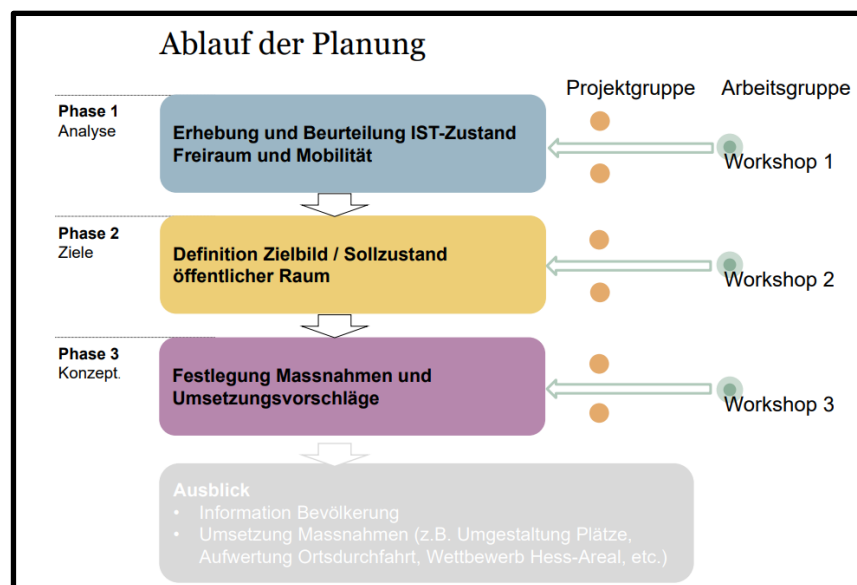 Ablauf der Planung
Projektgruppe
Arbeitsgruppe
Phase 1
Analyse
Erhebung und Beurteilung IST-Zustand
Freiraum und Mobilität
Workshop 1
Phase 2
Ziele
Definition Zielbild / Sollzustand
öffentlicher Raum
Workshop 2
Phase 3
Konzept.
Festlegung Massnahmen und
Umsetzungsvorschläge
Workshop 3
Ausblick
• Information Bevölkerung
• Umsetzung Massnahmen (z.B. Umgestaltung Plätze,
Aufwertung Ortsdurchfahrt, Wettbewerb Hess-Areal, etc.)